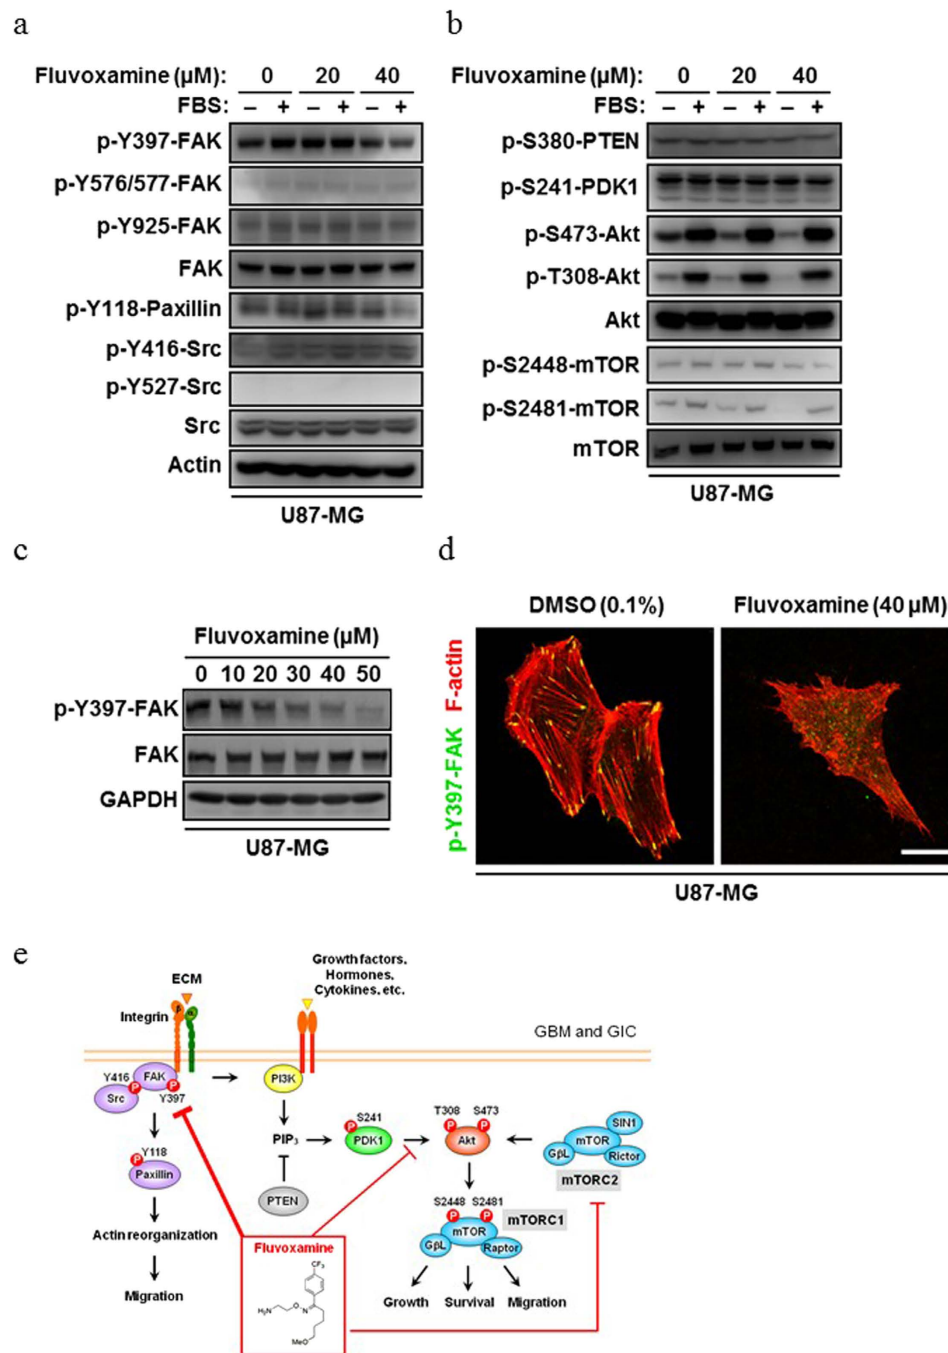 a
Fluvoxamine (µM): 0 20 40
FBS: – + – + – +
p-Y397-FAK
p-Y576/577-FAK
p-Y925-FAK
FAK
p-Y118-Paxillin
p-Y416-Src
p-Y527-Src
Src
Actin
U87-MG
b
Fluvoxamine (µM): 0 20 40
FBS: – + – + – +
p-S380-PTEN
p-S241-PDK1
p-S473-Akt
p-T308-Akt
Akt
p-S2448-mTOR
p-S2481-mTOR
mTOR
U87-MG
c
Fluvoxamine (µM)
0 10 20 30 40 50
p-Y397-FAK
FAK
GAPDH
U87-MG
d
DMSO (0.1%) Fluvoxamine (40 µM)
p-Y397-FAK F-actin
U87-MG
e
Growth factors,
Hormones,
Cytokines, etc.
ECM
Integrin
β α
GBM and GIC
Y416 FAK P
P Y397
Src
PI3K
Y118
P
Paxillin
Actin reorganization
Migration
PIP₃
PTEN
S241
P
PDK1
T308 S473
P P
Akt
SIN1
mTOR
GβL Rictor
mTORC2
S2448 S2481
P P
mTORC1
mTOR
GβL Raptor
Growth Survival Migration
Fluvoxamine
CF₃
H₂N O N
MeO